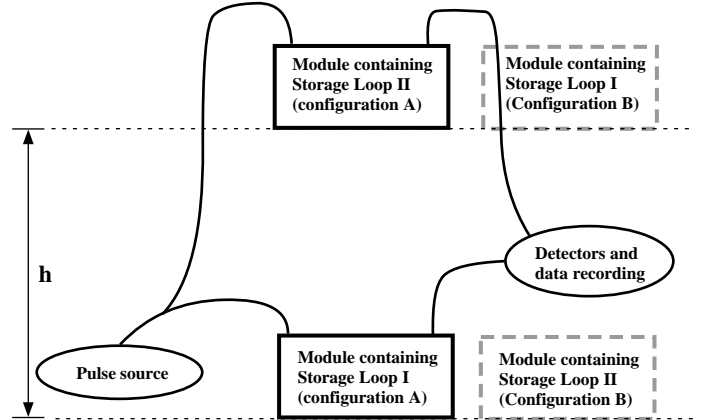 Module containing
Storage Loop II
(configuration A)
Module containing
Storage Loop I
(Configuration B)
h
Detectors and
data recording
Pulse source
Module containing
Storage Loop I
(configuration A)
Module containing
Storage Loop II
(Configuration B)